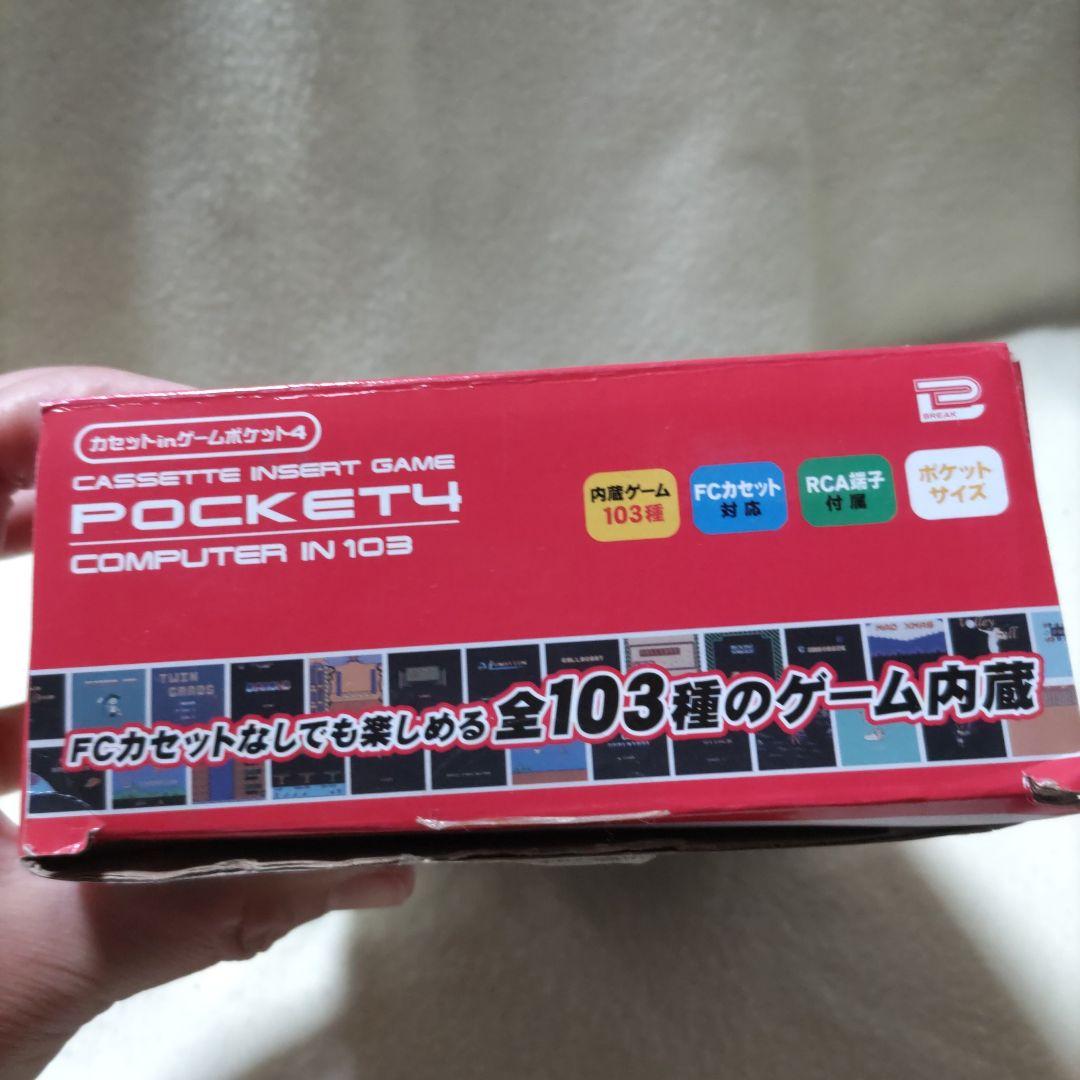 カセットinゲームポケット4
CASSETTE INSERT GAME
POCKET4
COMPUTER IN 103
BREAK
内蔵ゲーム
103種
FCカセット
対応
RCA端子
付属
ポケット
サイズ
TWIN
CARDS
MAD XMAS
FCカセットなしでも楽しめる全103種のゲーム内蔵